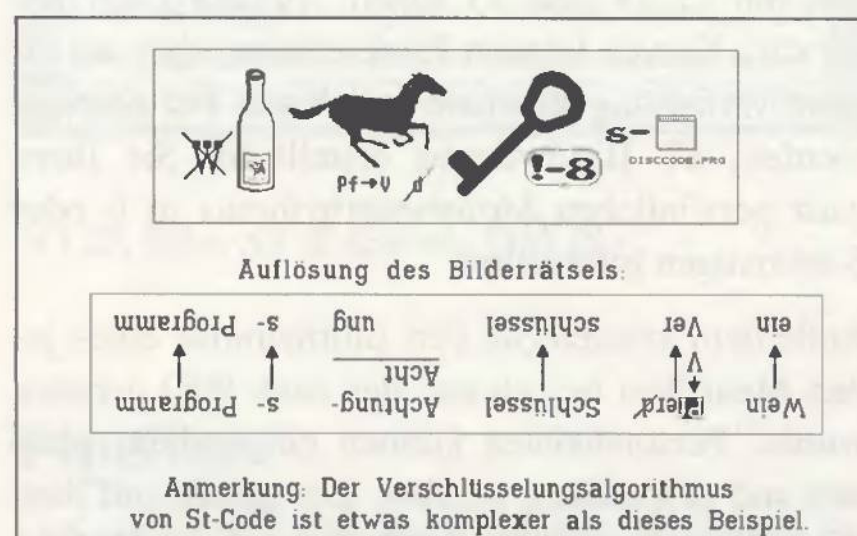 W
Pf→V d
!-8
s-
DISCCODE.PRG
Auflösung des Bilderrätsels:
Wein Pferd Schlüssel Achtung- s- Programm
V Acht
ein Ver schlüssel ung s- Programm
Anmerkung: Der Verschlüsselungsalgorithmus
von St-Code ist etwas komplexer als dieses Beispiel.